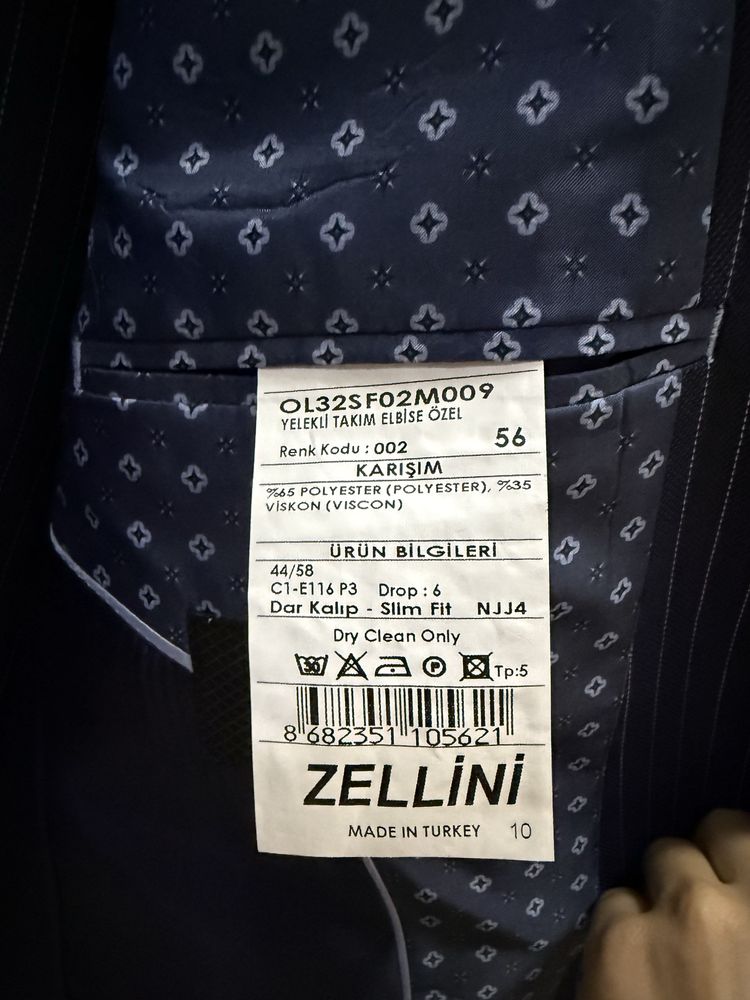 OL32SF02M009
YELEKLİ TAKIM ELBİSE ÖZEL
Renk Kodu : 002 56
KARIŞIM
%65 POLYESTER (POLYESTER), %35
VİSKON (VISCON)
ÜRÜN BİLGİLERİ
44/58
C1-E116 P3 Drop : 6
Dar Kalıp - Slim Fit NJJ4
Dry Clean Only
Tp:5
8 682351 105621
ZELLİNİ
MADE IN TURKEY 10